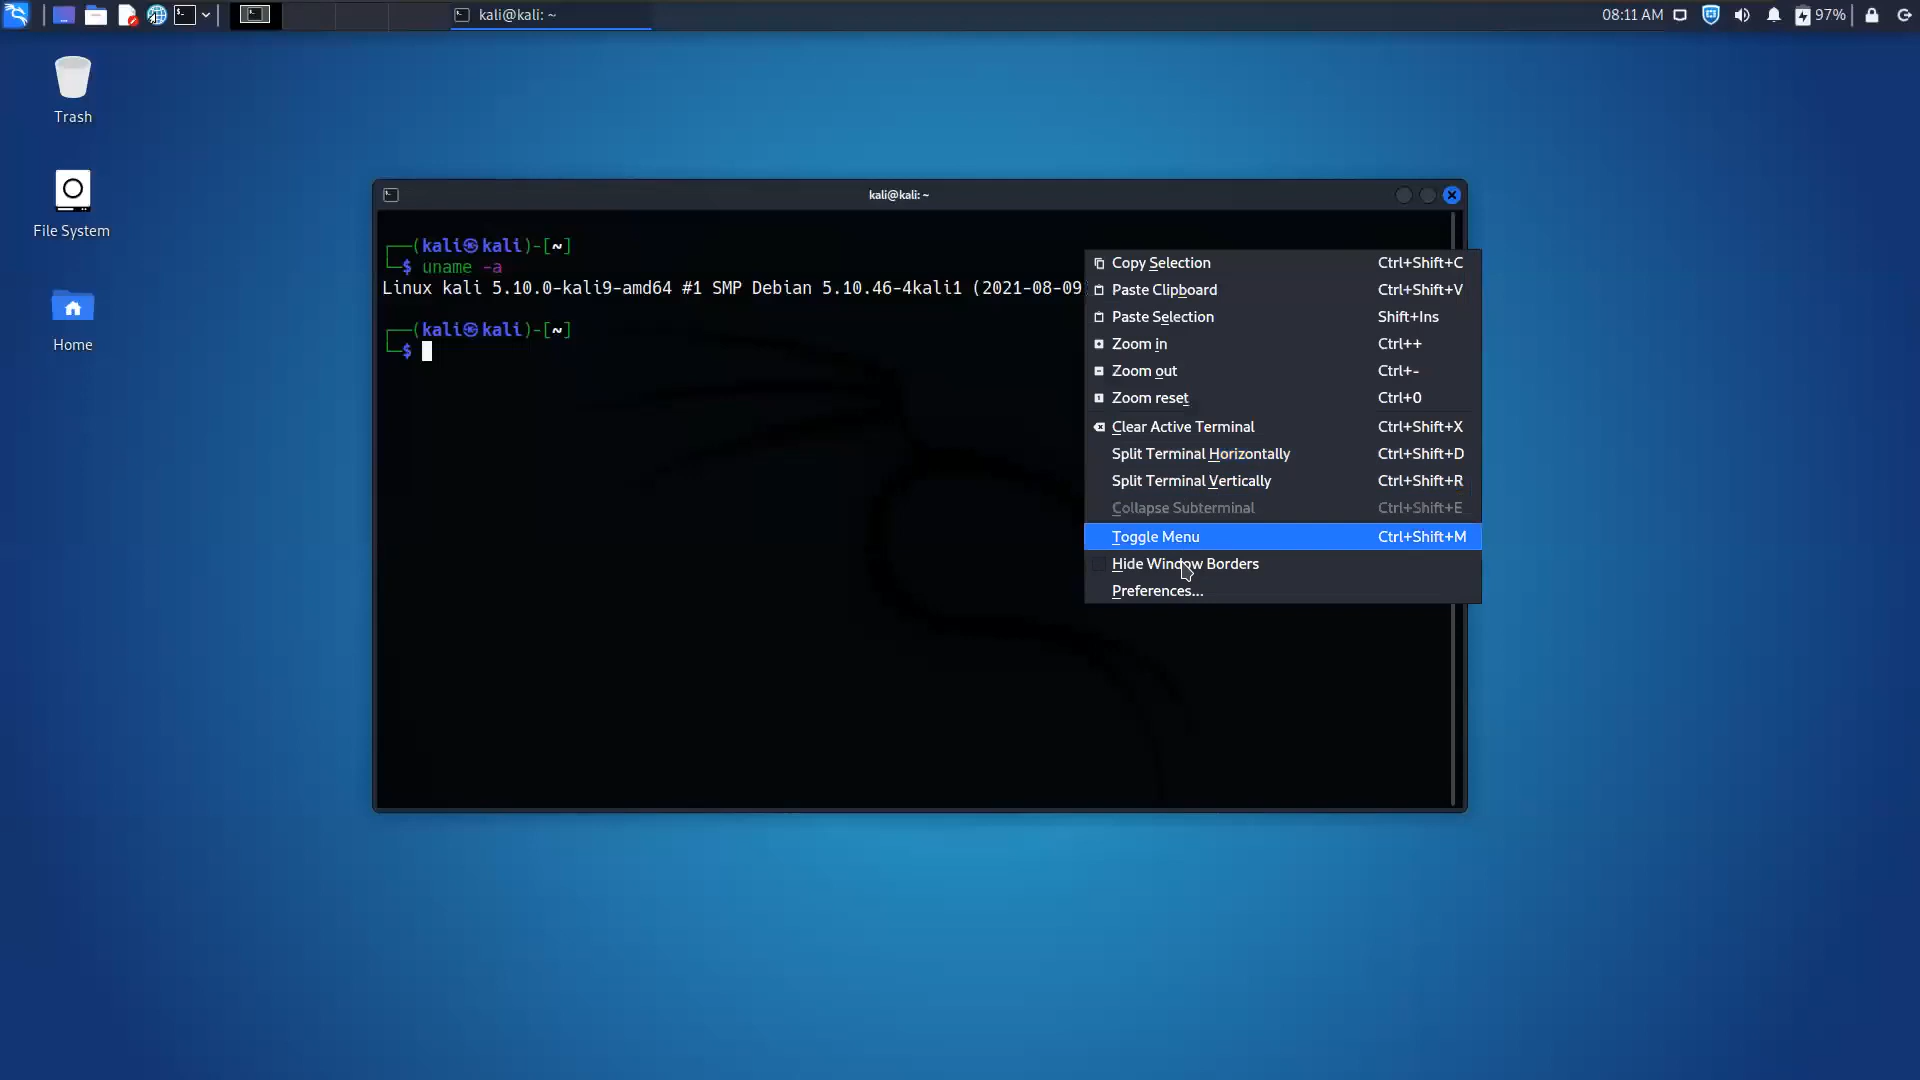 kali@kali: ~
08:11 AM
97%
Trash
File System
Home
kali@kali: ~
┌──(kali㉿kali)-[~]
└─$ uname -a
Linux kali 5.10.0-kali9-amd64 #1 SMP Debian 5.10.46-4kali1 (2021-08-09
┌──(kali㉿kali)-[~]
└─$
Copy Selection Ctrl+Shift+C
Paste Clipboard Ctrl+Shift+V
Paste Selection Shift+Ins
Zoom in Ctrl++
Zoom out Ctrl+-
Zoom reset Ctrl+0
Clear Active Terminal Ctrl+Shift+X
Split Terminal Horizontally Ctrl+Shift+D
Split Terminal Vertically Ctrl+Shift+R
Collapse Subterminal Ctrl+Shift+E
Toggle Menu Ctrl+Shift+M
Hide Window Borders
Preferences...